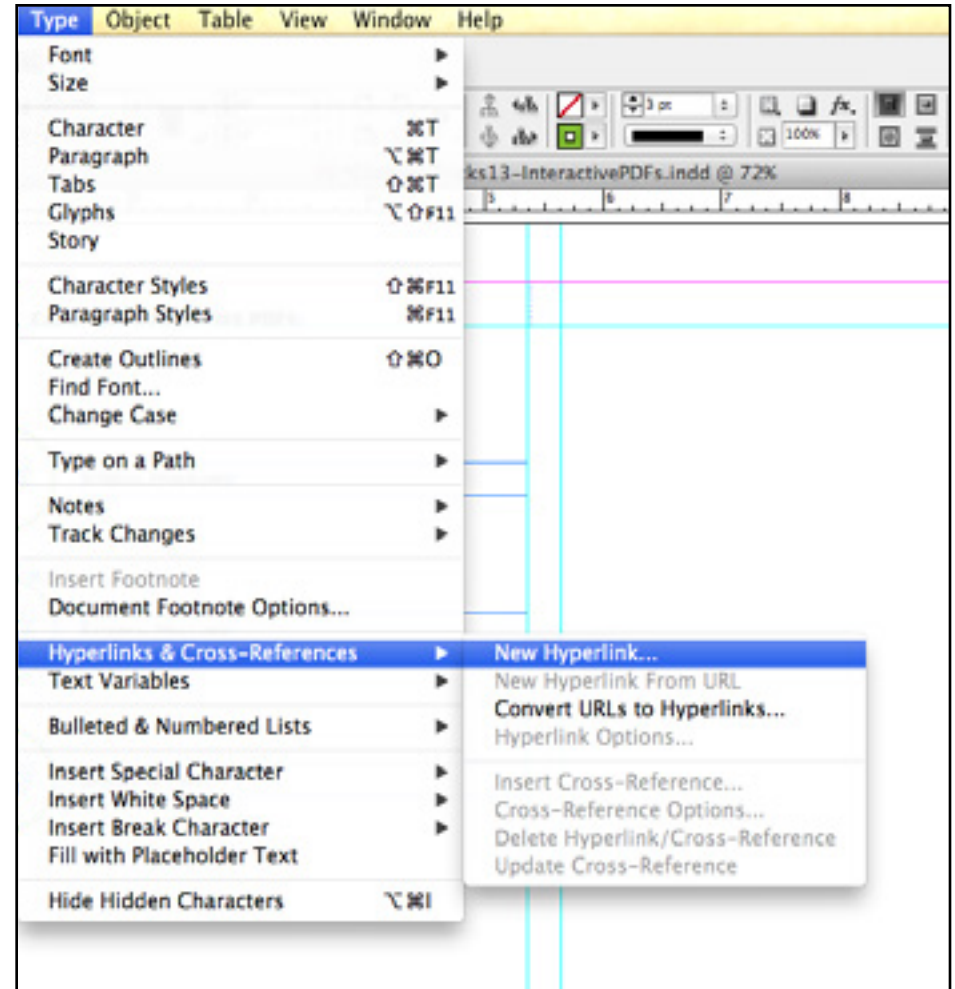 Type Object Table View Window Help
Font
Size
3 pt
Character ⌘T
100%
Paragraph ⌥⌘T
ks13-InteractivePDFs.indd @ 72%
Tabs ⇧⌘T
5 6 7 8
Glyphs ⌥⇧F11
Story
Character Styles ⇧⌘F11
Paragraph Styles ⌘F11
Create Outlines ⇧⌘O
Find Font...
Change Case
Type on a Path
Notes
Track Changes
Insert Footnote
Document Footnote Options...
Hyperlinks & Cross-References
New Hyperlink...
Text Variables
New Hyperlink From URL
Convert URLs to Hyperlinks...
Bulleted & Numbered Lists
Hyperlink Options...
Insert Special Character
Insert Cross-Reference...
Insert White Space
Cross-Reference Options...
Insert Break Character
Delete Hyperlink/Cross-Reference
Fill with Placeholder Text
Update Cross-Reference
Hide Hidden Characters ⌥⌘I